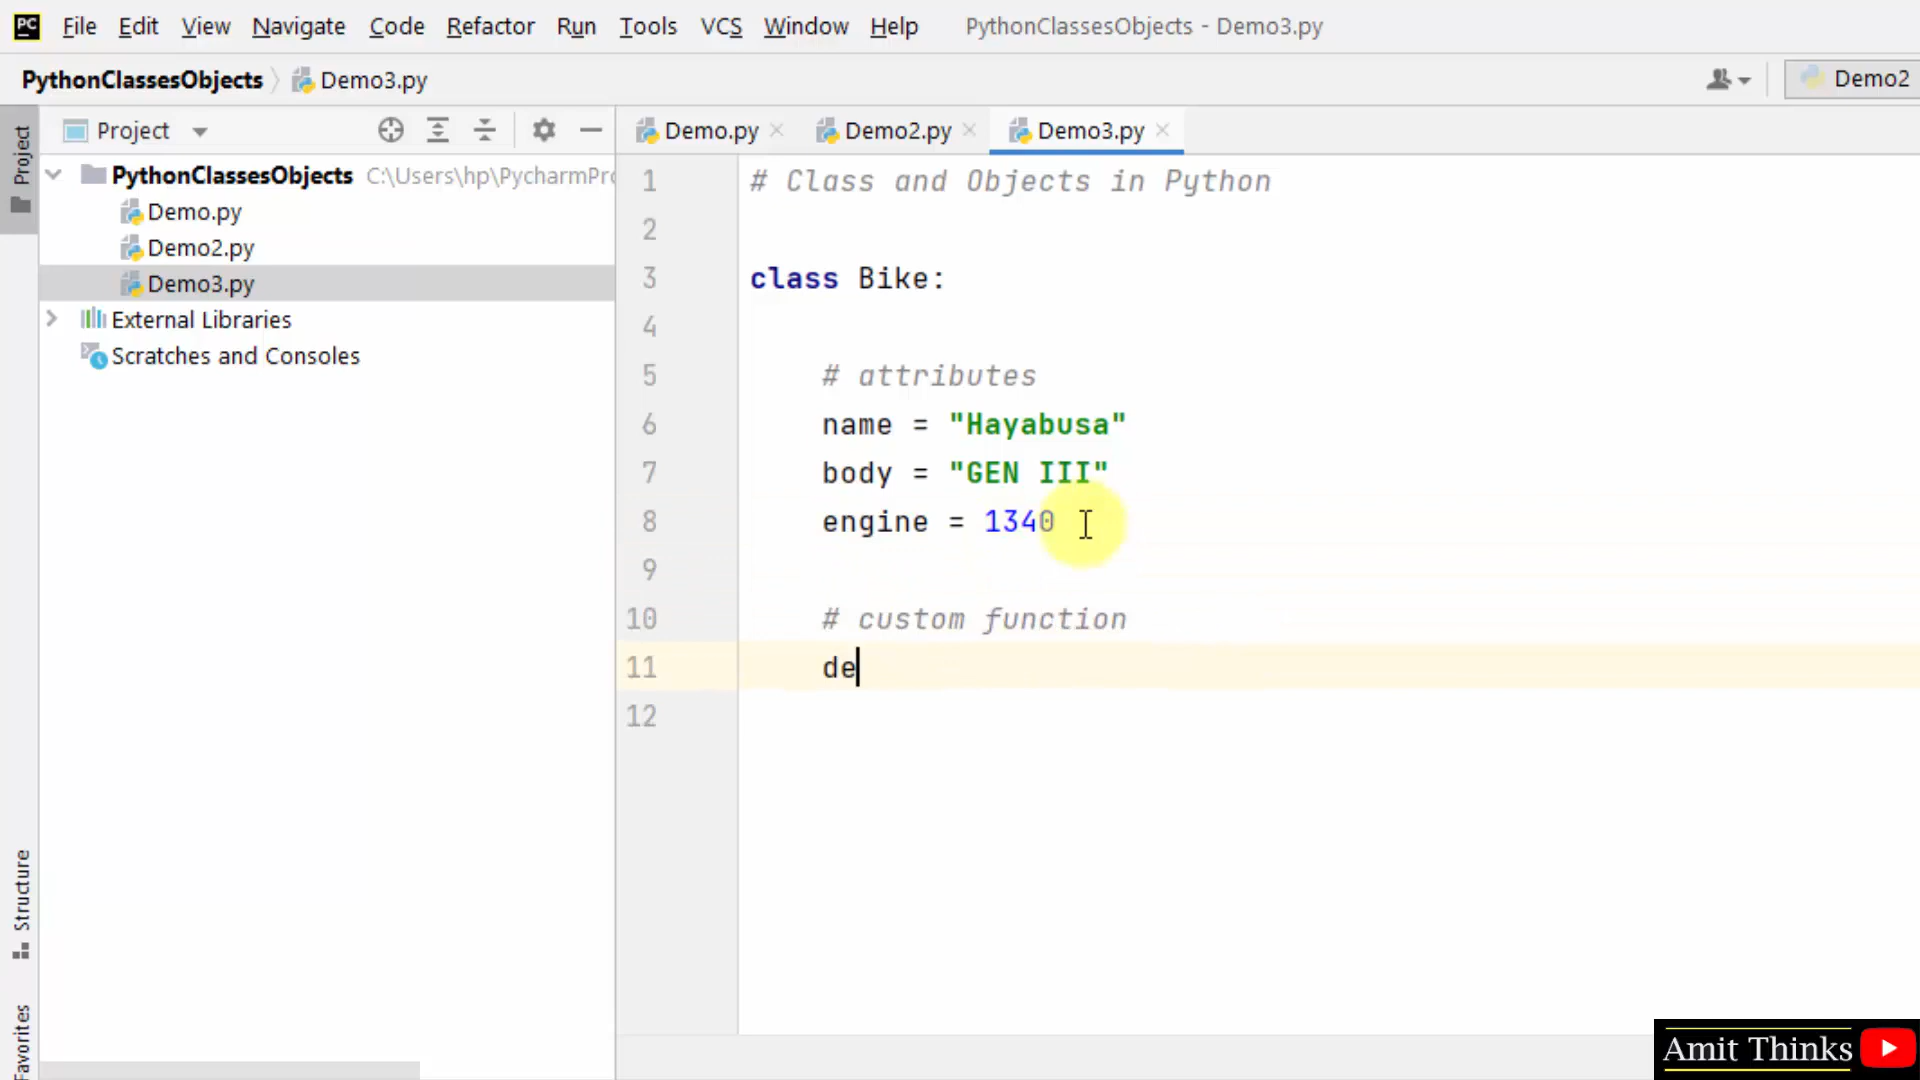 PC File Edit View Navigate Code Refactor Run Tools VCS Window Help PythonClassesObjects - Demo3.py
PythonClassesObjects Demo3.py Demo2
Project Demo.py Demo2.py Demo3.py
Project
PythonClassesObjects C:\Users\hp\PycharmPro
Demo.py
Demo2.py
Demo3.py
External Libraries
Scratches and Consoles
Structure
Favorites
1 # Class and Objects in Python
2
3 class Bike:
4
5 # attributes
6 name = "Hayabusa"
7 body = "GEN III"
8 engine = 1340
9
10 # custom function
11 de
12
Amit Thinks